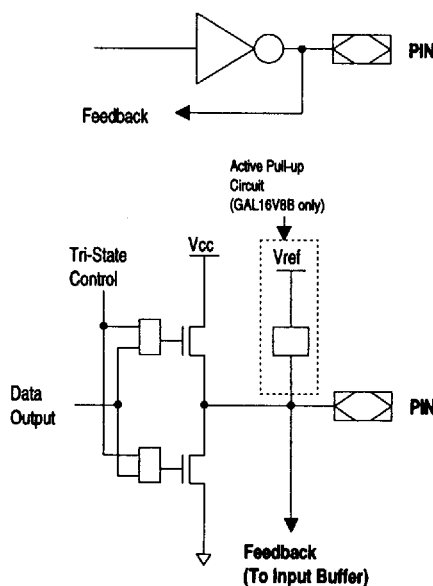 PIN
Feedback
Active Pull-up
Circuit
(GAL16V8B only)
Vcc
Vref
Tri-State
Control
Data
Output
PIN
Feedback
(To Input Buffer)